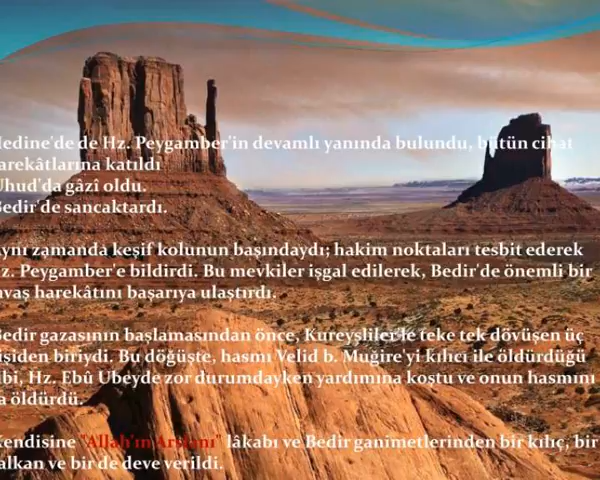 Medine'de de Hz. Peygamber'in devamlı yanında bulundu, bütün cihat
harekâtlarına katıldı
Uhud'da gâzî oldu.
Bedir'de sancaktardı.
Aynı zamanda keşif kolunun başındaydı; hakim noktaları tesbit ederek
Hz. Peygamber'e bildirdi. Bu mevkiler işgal edilerek, Bedir'de önemli bir
savaş harekâtını başarıya ulaştırdı.
Bedir gazasının başlamasından önce, Kureyşliler'le teke tek dövüşen üç
kişiden biriydi. Bu döğüşte, hasmı Velid b. Muğire'yi kılıcı ile öldürdüğü
gibi, Hz. Ebû Ubeyde zor durumdayken yardımına koştu ve onun hasmını
da öldürdü.
Kendisine "Allah'ın Arslanı" lâkabı ve Bedir ganimetlerinden bir kılıç, bir
kalkan ve bir de deve verildi.